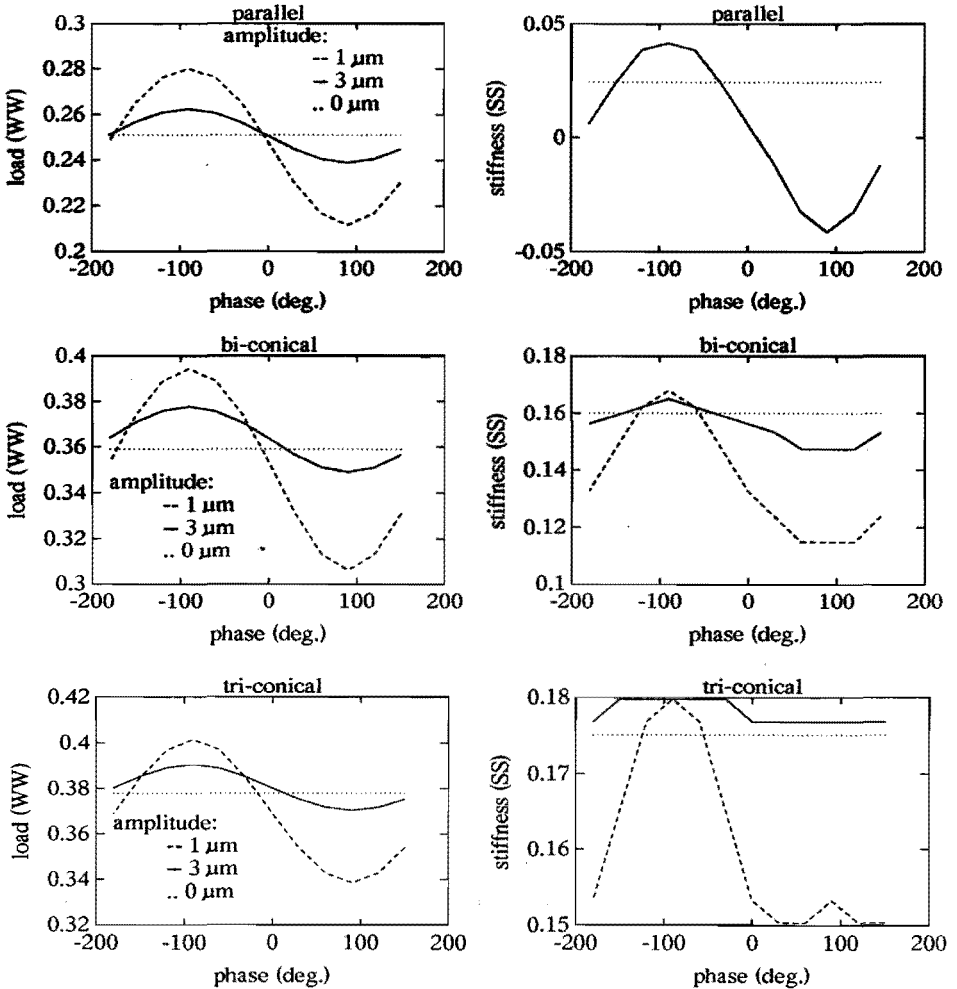 parallel
0.3
0.28
0.26
0.24
0.22
0.2
load (WW)
amplitude:
-- 1 µm
— 3 µm
.. 0 µm
-200 -100 0 100 200
phase (deg.)
parallel
0.05
0
-0.05
stiffness (SS)
-200 -100 0 100 200
phase (deg.)
bi-conical
0.4
0.38
0.36
0.34
0.32
0.3
load (WW)
amplitude:
-- 1 µm
— 3 µm
.. 0 µm
-200 -100 0 100 200
phase (deg.)
bi-conical
0.18
0.16
0.14
0.12
0.1
stiffness (SS)
-200 -100 0 100 200
phase (deg.)
tri-conical
0.42
0.4
0.38
0.36
0.34
0.32
load (WW)
amplitude:
-- 1 µm
— 3 µm
.. 0 µm
-200 -100 0 100 200
phase (deg.)
tri-conical
0.18
0.17
0.16
0.15
stiffness (SS)
-200 -100 0 100 200
phase (deg.)